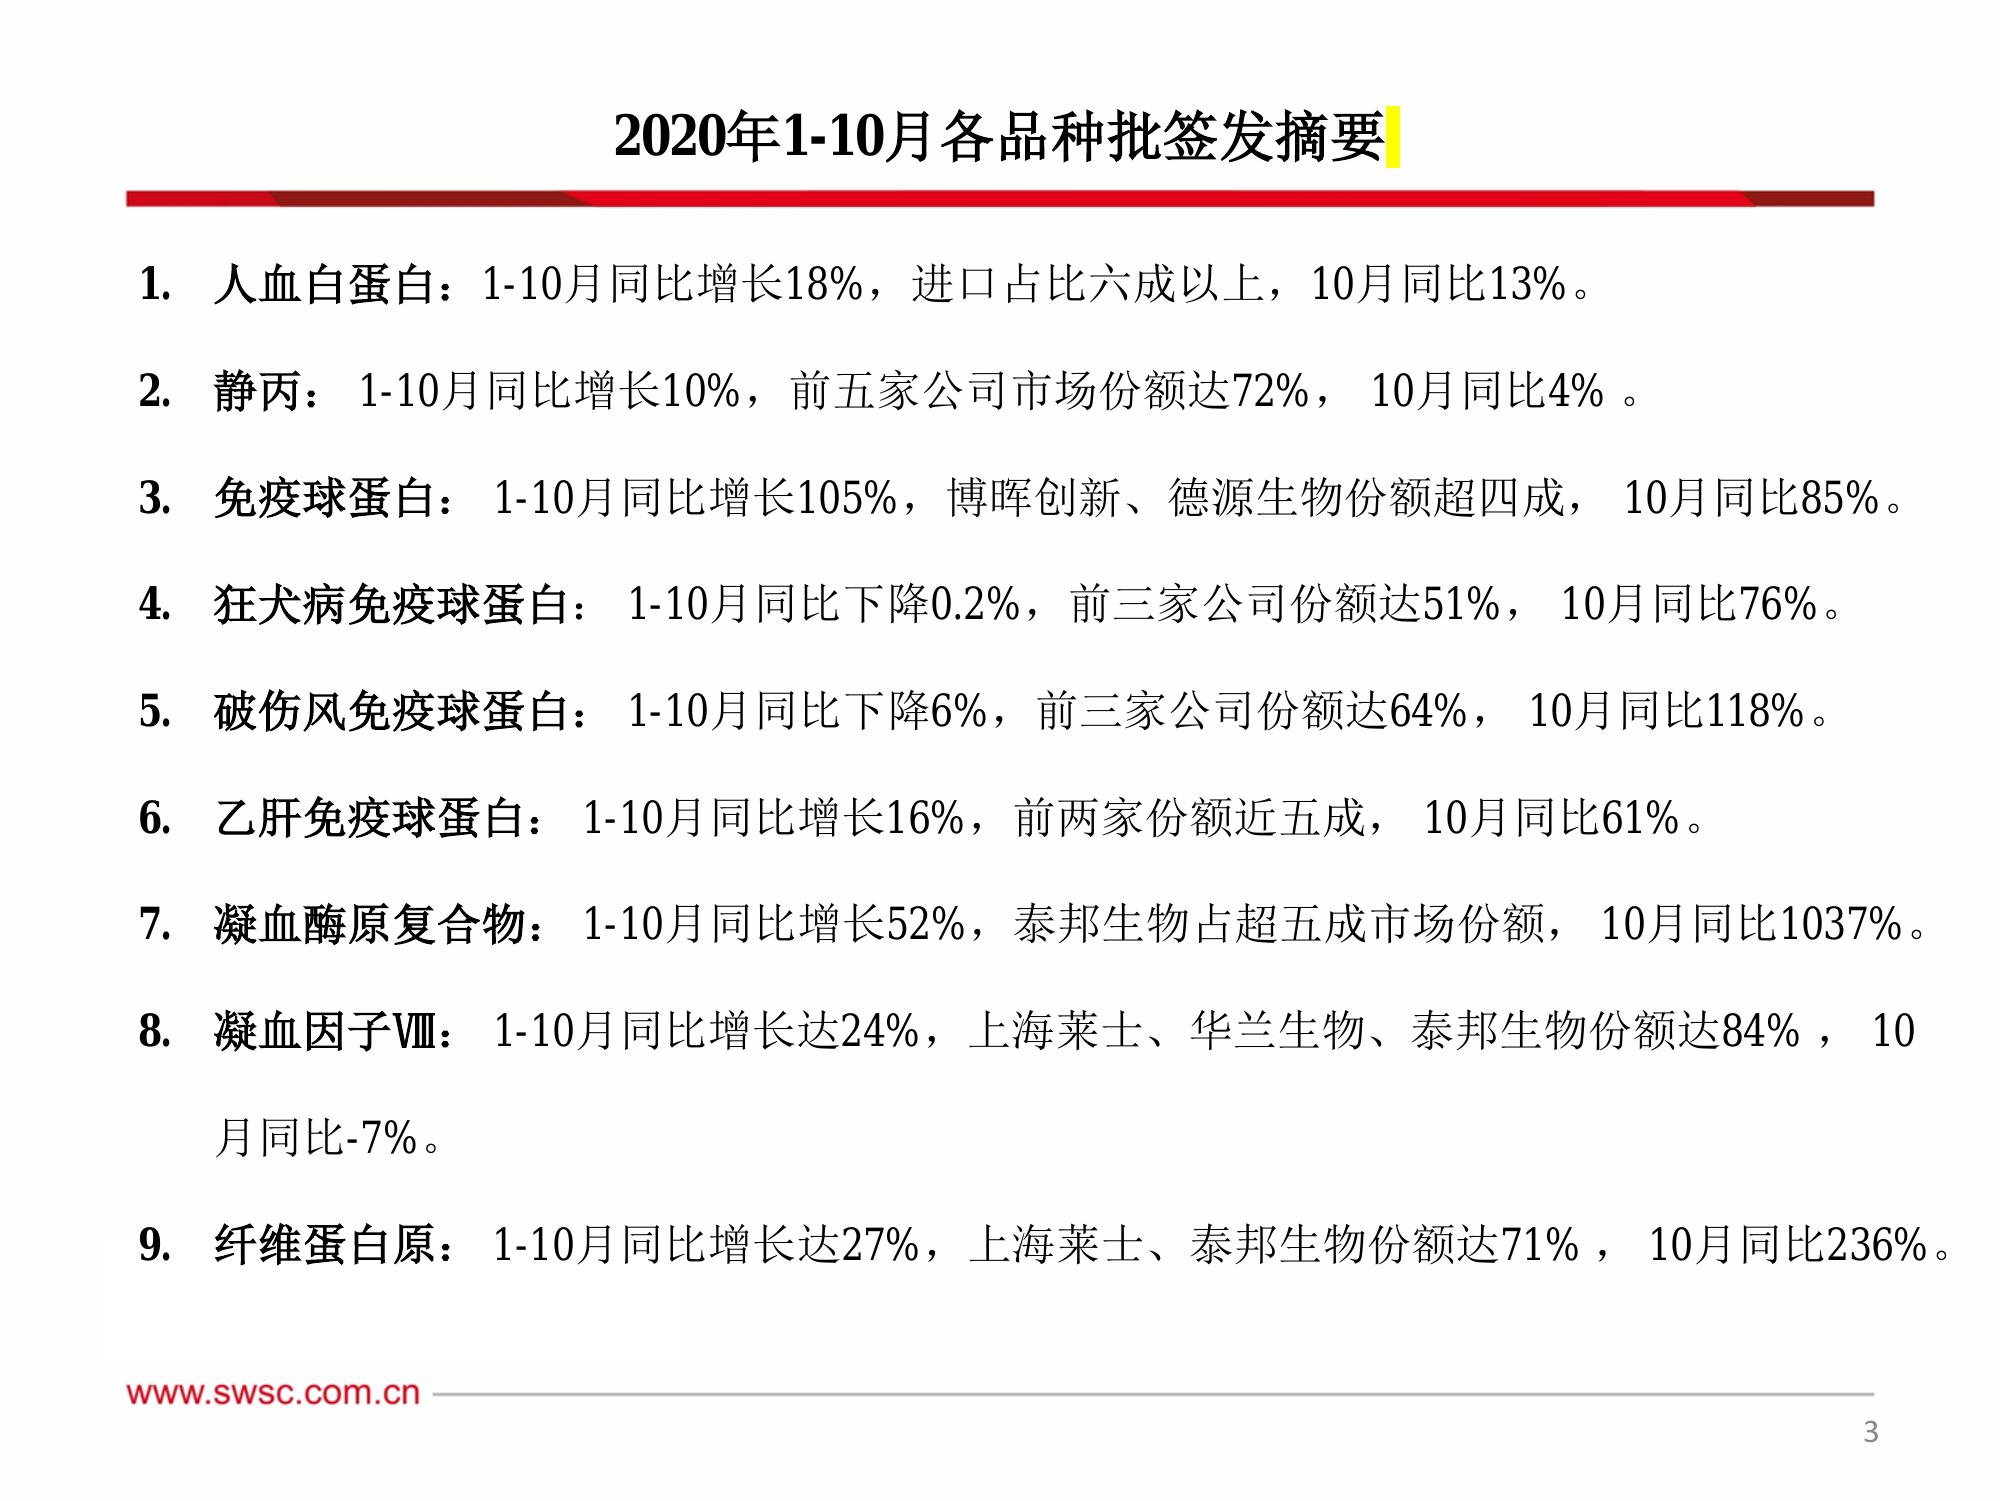 2020年1-10月各品种批签发摘要
1. 人血白蛋白：1-10月同比增长18%，进口占比六成以上，10月同比13%。
2. 静丙： 1-10月同比增长10%，前五家公司市场份额达72%， 10月同比4% 。
3. 免疫球蛋白： 1-10月同比增长105%，博晖创新、德源生物份额超四成， 10月同比85%。
4. 狂犬病免疫球蛋白： 1-10月同比下降0.2%，前三家公司份额达51%， 10月同比76%。
5. 破伤风免疫球蛋白： 1-10月同比下降6%，前三家公司份额达64%， 10月同比118%。
6. 乙肝免疫球蛋白： 1-10月同比增长16%，前两家份额近五成， 10月同比61%。
7. 凝血酶原复合物： 1-10月同比增长52%，泰邦生物占超五成市场份额， 10月同比1037%。
8. 凝血因子Ⅷ： 1-10月同比增长达24%，上海莱士、华兰生物、泰邦生物份额达84% ， 10
月同比-7%。
9. 纤维蛋白原： 1-10月同比增长达27%，上海莱士、泰邦生物份额达71% ， 10月同比236%。
www.swsc.com.cn
3